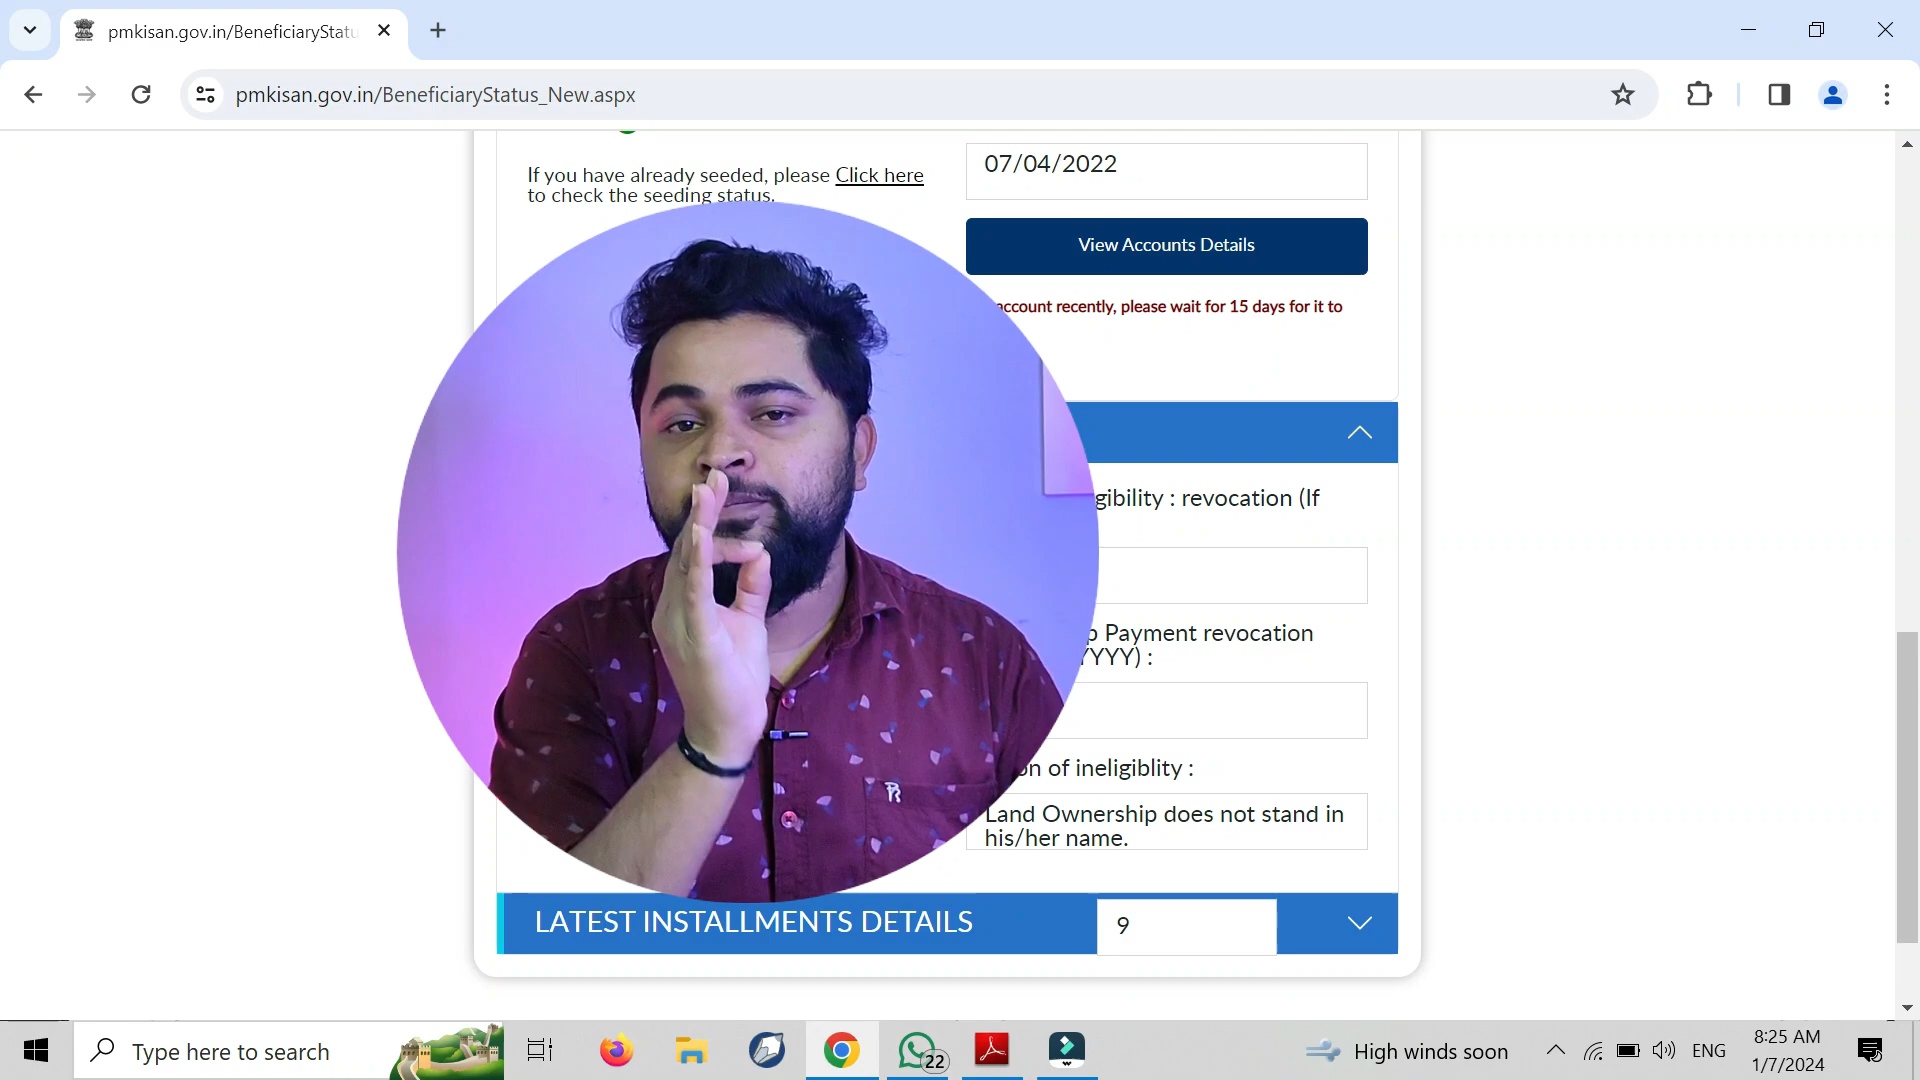 pmkisan.gov.in/BeneficiaryStatu
pmkisan.gov.in/BeneficiaryStatus_New.aspx
If you have already seeded, please Click here
to check the seeding status.
07/04/2022
View Accounts Details
account recently, please wait for 15 days for it to
gibility : revocation (If
p Payment revocation
YYYY) :
on of ineligiblity :
Land Ownership does not stand in
his/her name.
LATEST INSTALLMENTS DETAILS
9
Type here to search
22
High winds soon
ENG
8:25 AM
1/7/2024